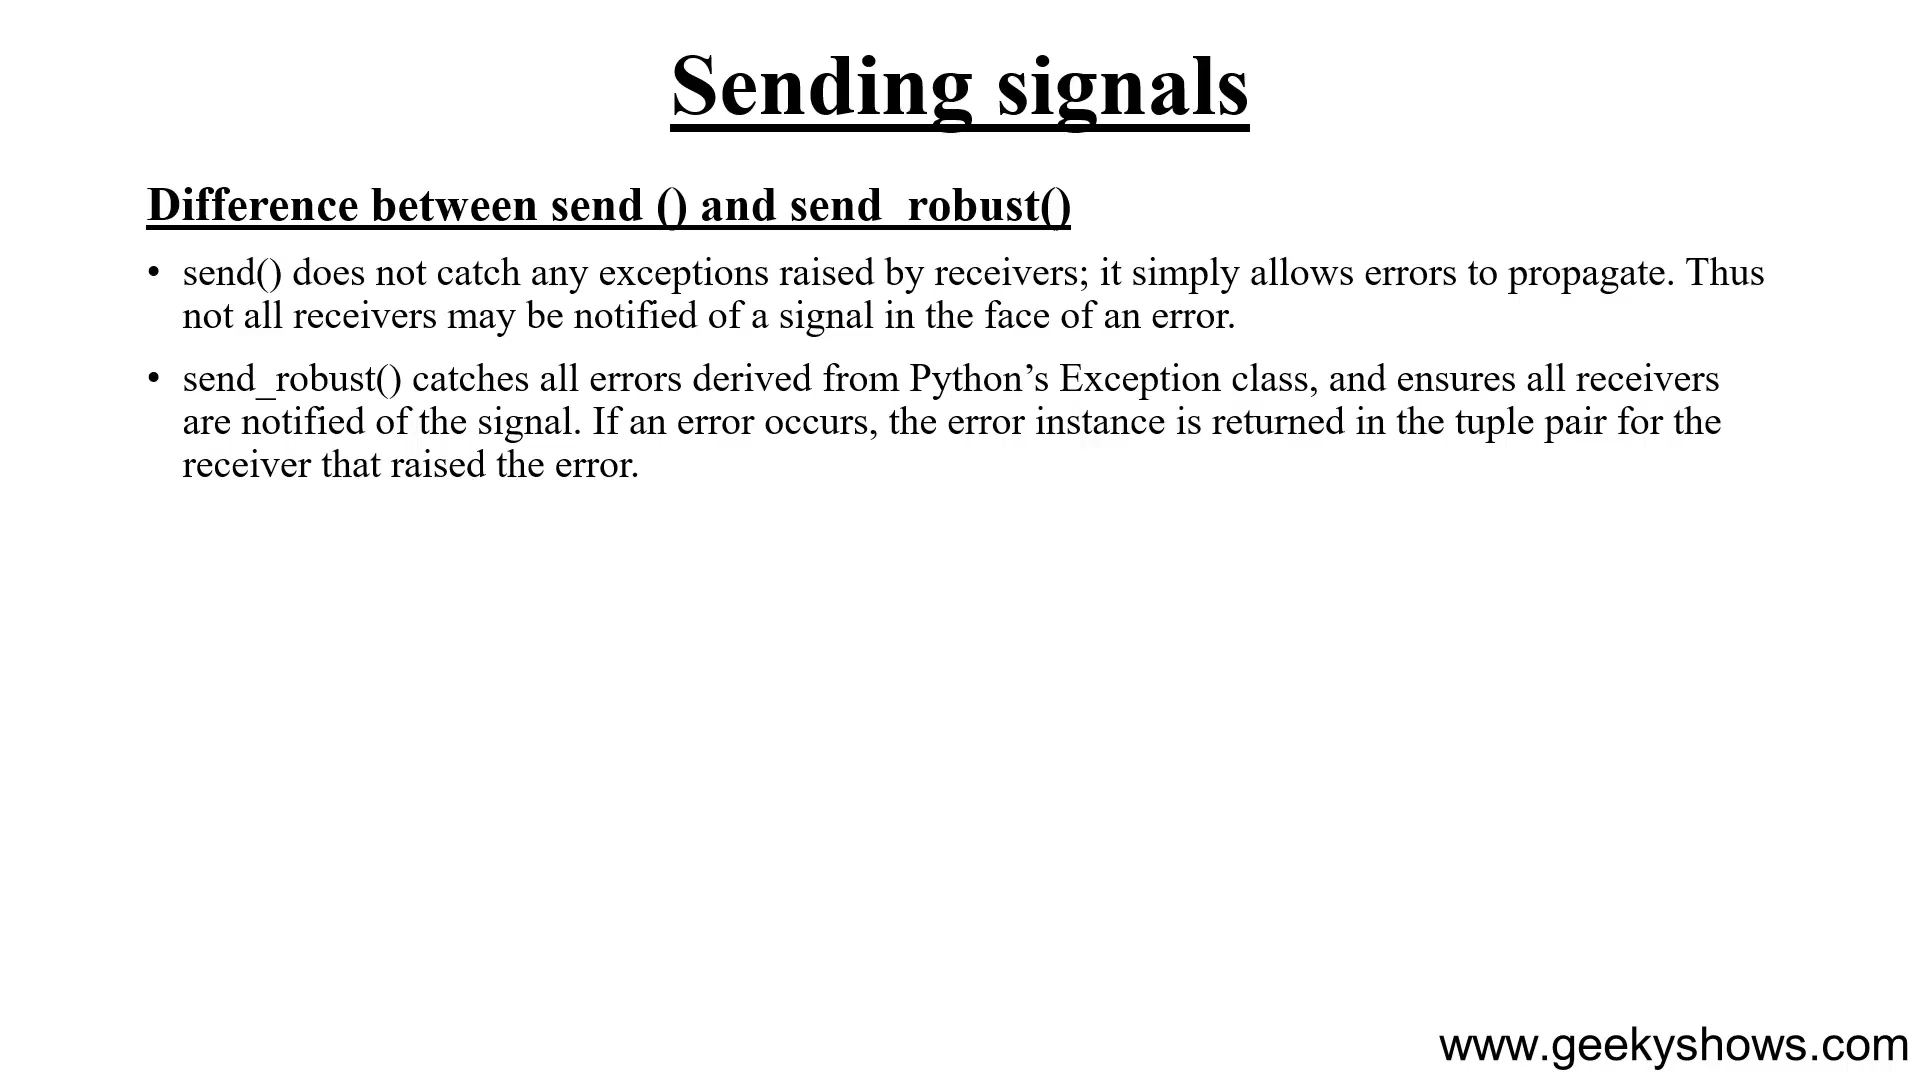 Sending signals
Difference between send () and send_robust()
• send() does not catch any exceptions raised by receivers; it simply allows errors to propagate. Thus
not all receivers may be notified of a signal in the face of an error.
• send_robust() catches all errors derived from Python’s Exception class, and ensures all receivers
are notified of the signal. If an error occurs, the error instance is returned in the tuple pair for the
receiver that raised the error.
www.geekyshows.com